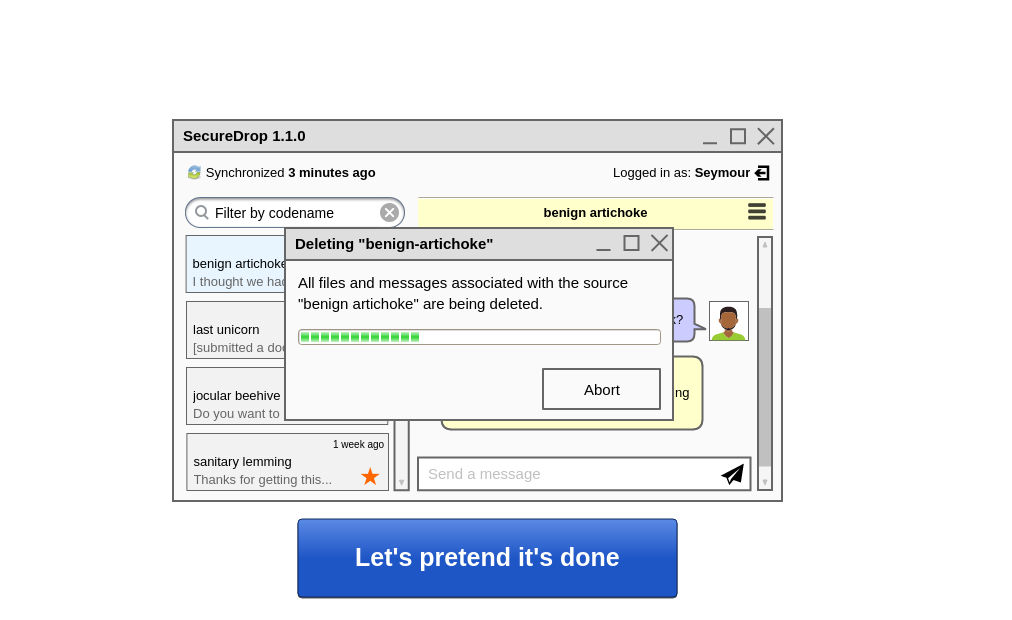 SecureDrop 1.1.0
Synchronized 3 minutes ago
Logged in as: Seymour
Filter by codename
benign artichoke
Deleting "benign-artichoke"
All files and messages associated with the source
"benign artichoke" are being deleted.
Abort
benign artichoke
I thought we had
last unicorn
[submitted a doc
jocular beehive
Do you want to
1 week ago
sanitary lemming
Thanks for getting this...
?
ng
Send a message
Let's pretend it's done